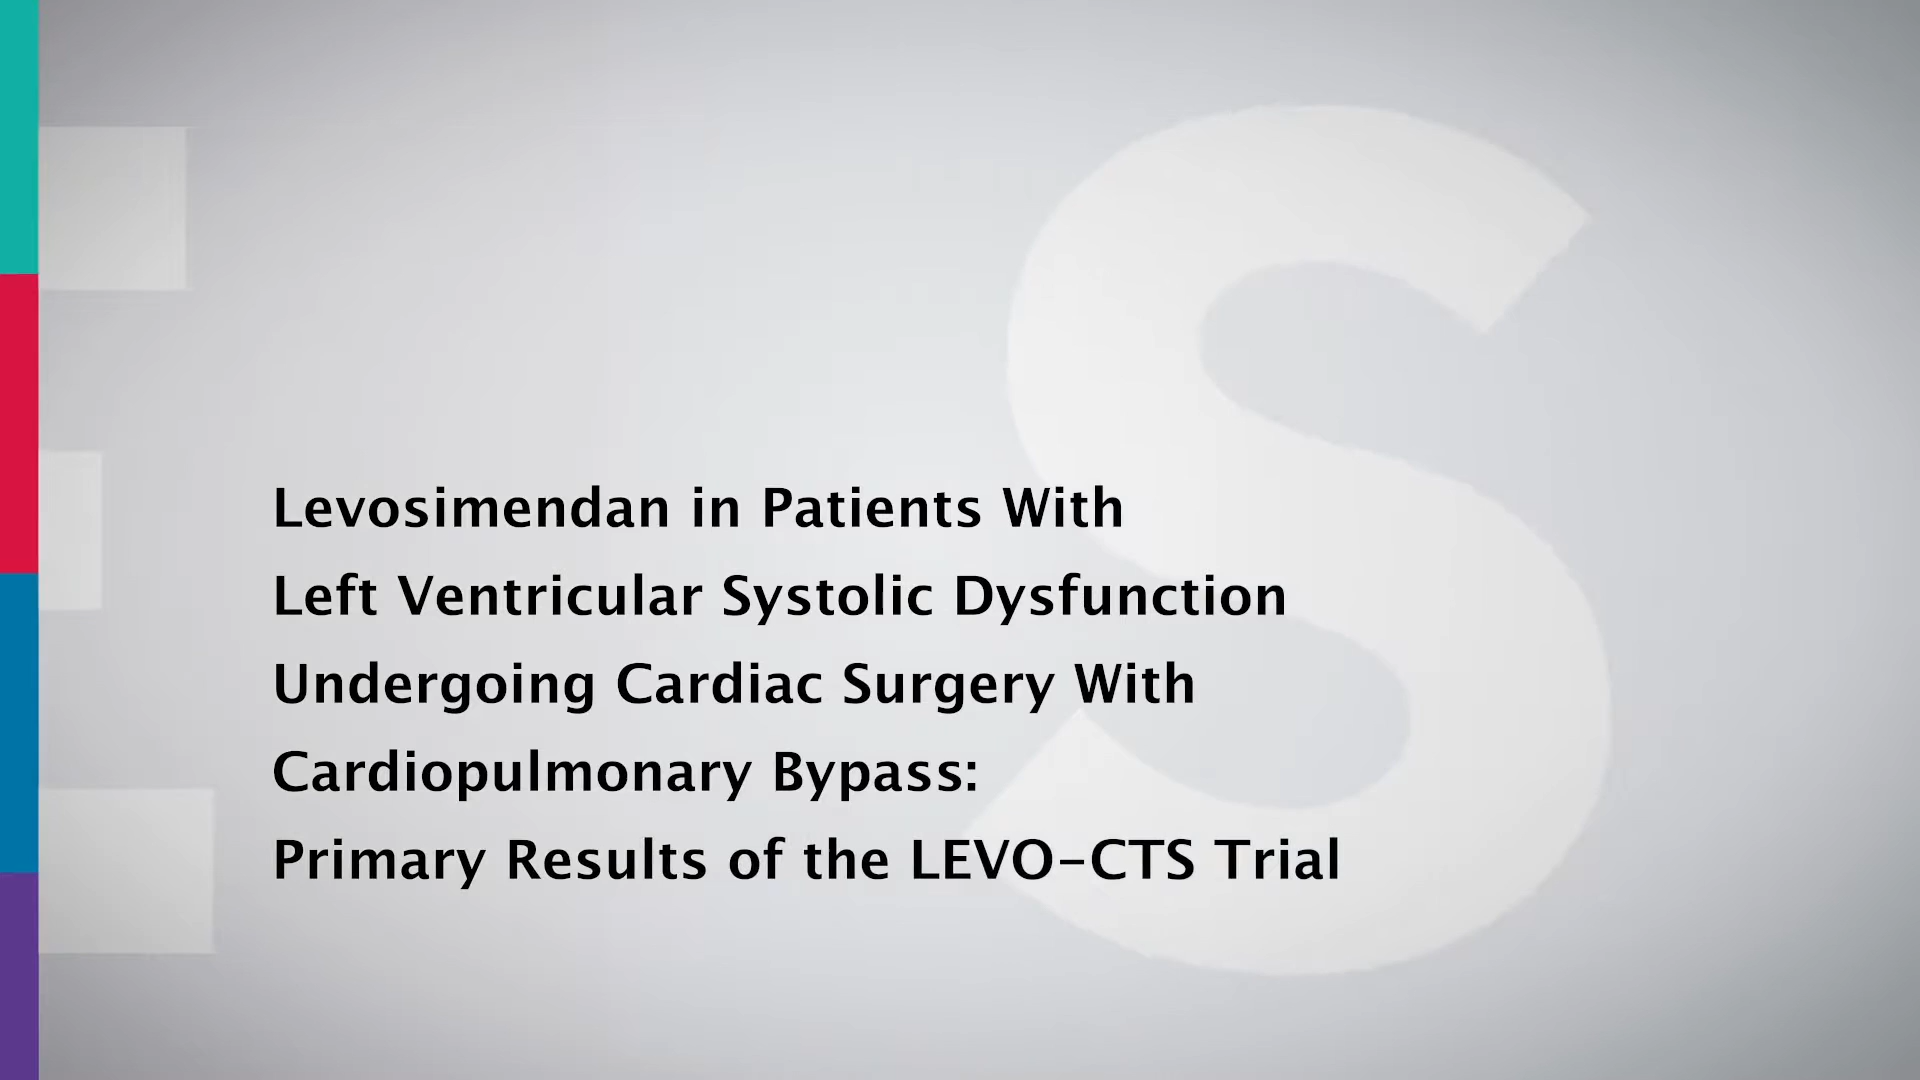 Levosimendan in Patients With
Left Ventricular Systolic Dysfunction
Undergoing Cardiac Surgery With
Cardiopulmonary Bypass:
Primary Results of the LEVO-CTS Trial